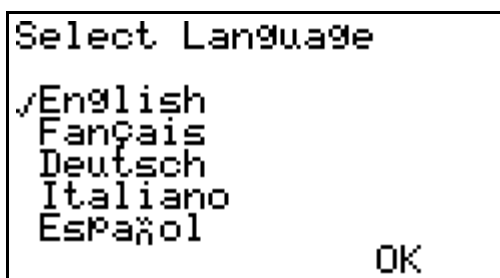 Select Language
✓English
Fançais
Deutsch
Italiano
Español
OK